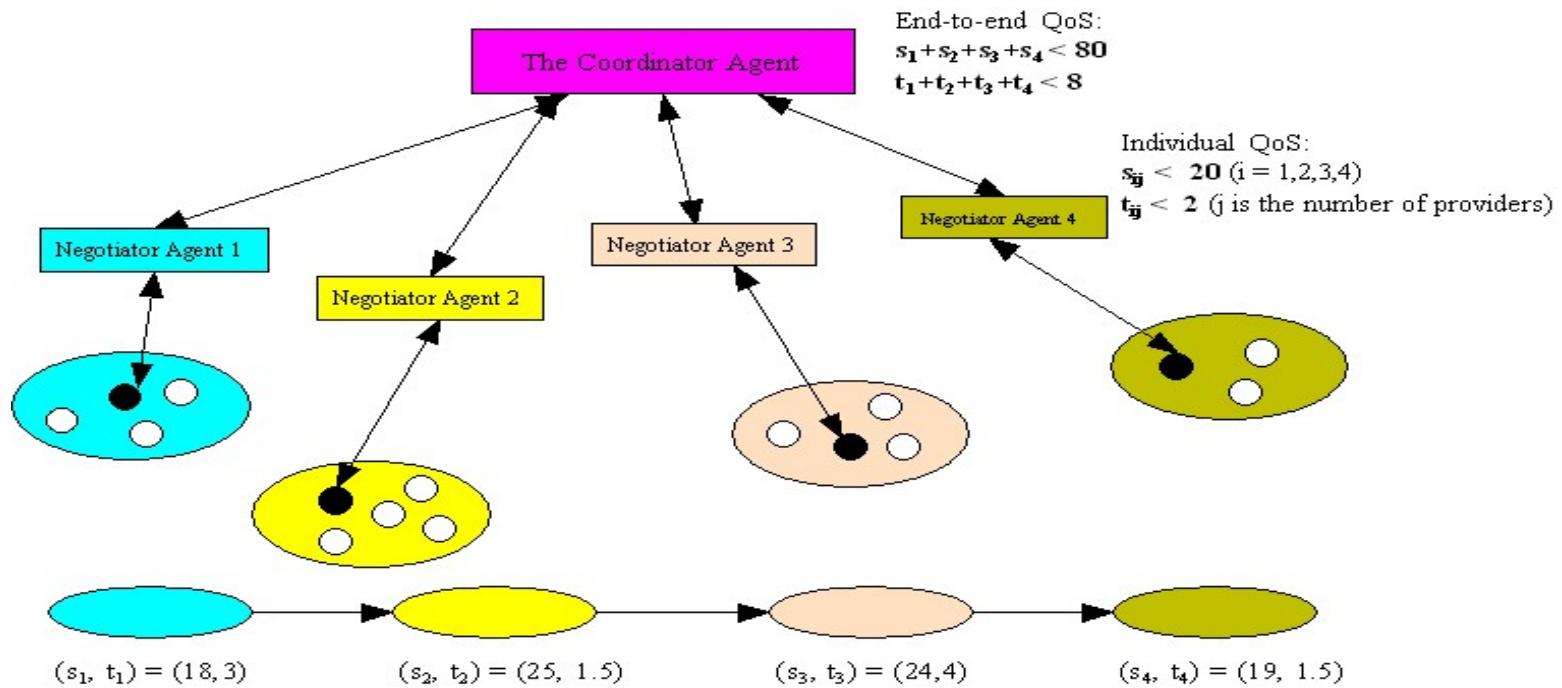 End-to-end QoS:
s₁+s₂+s₃+s₄ < 80
t₁+t₂+t₃+t₄ < 8
The Coordinator Agent
Individual QoS:
sᵢⱼ < 20 (i = 1,2,3,4)
tᵢⱼ < 2 (j is the number of providers)
Negotiator Agent 1
Negotiator Agent 2
Negotiator Agent 3
Negotiator Agent 4
(s₁, t₁) = (18,3)
(s₂, t₂) = (25, 1.5)
(s₃, t₃) = (24,4)
(s₄, t₄) = (19, 1.5)